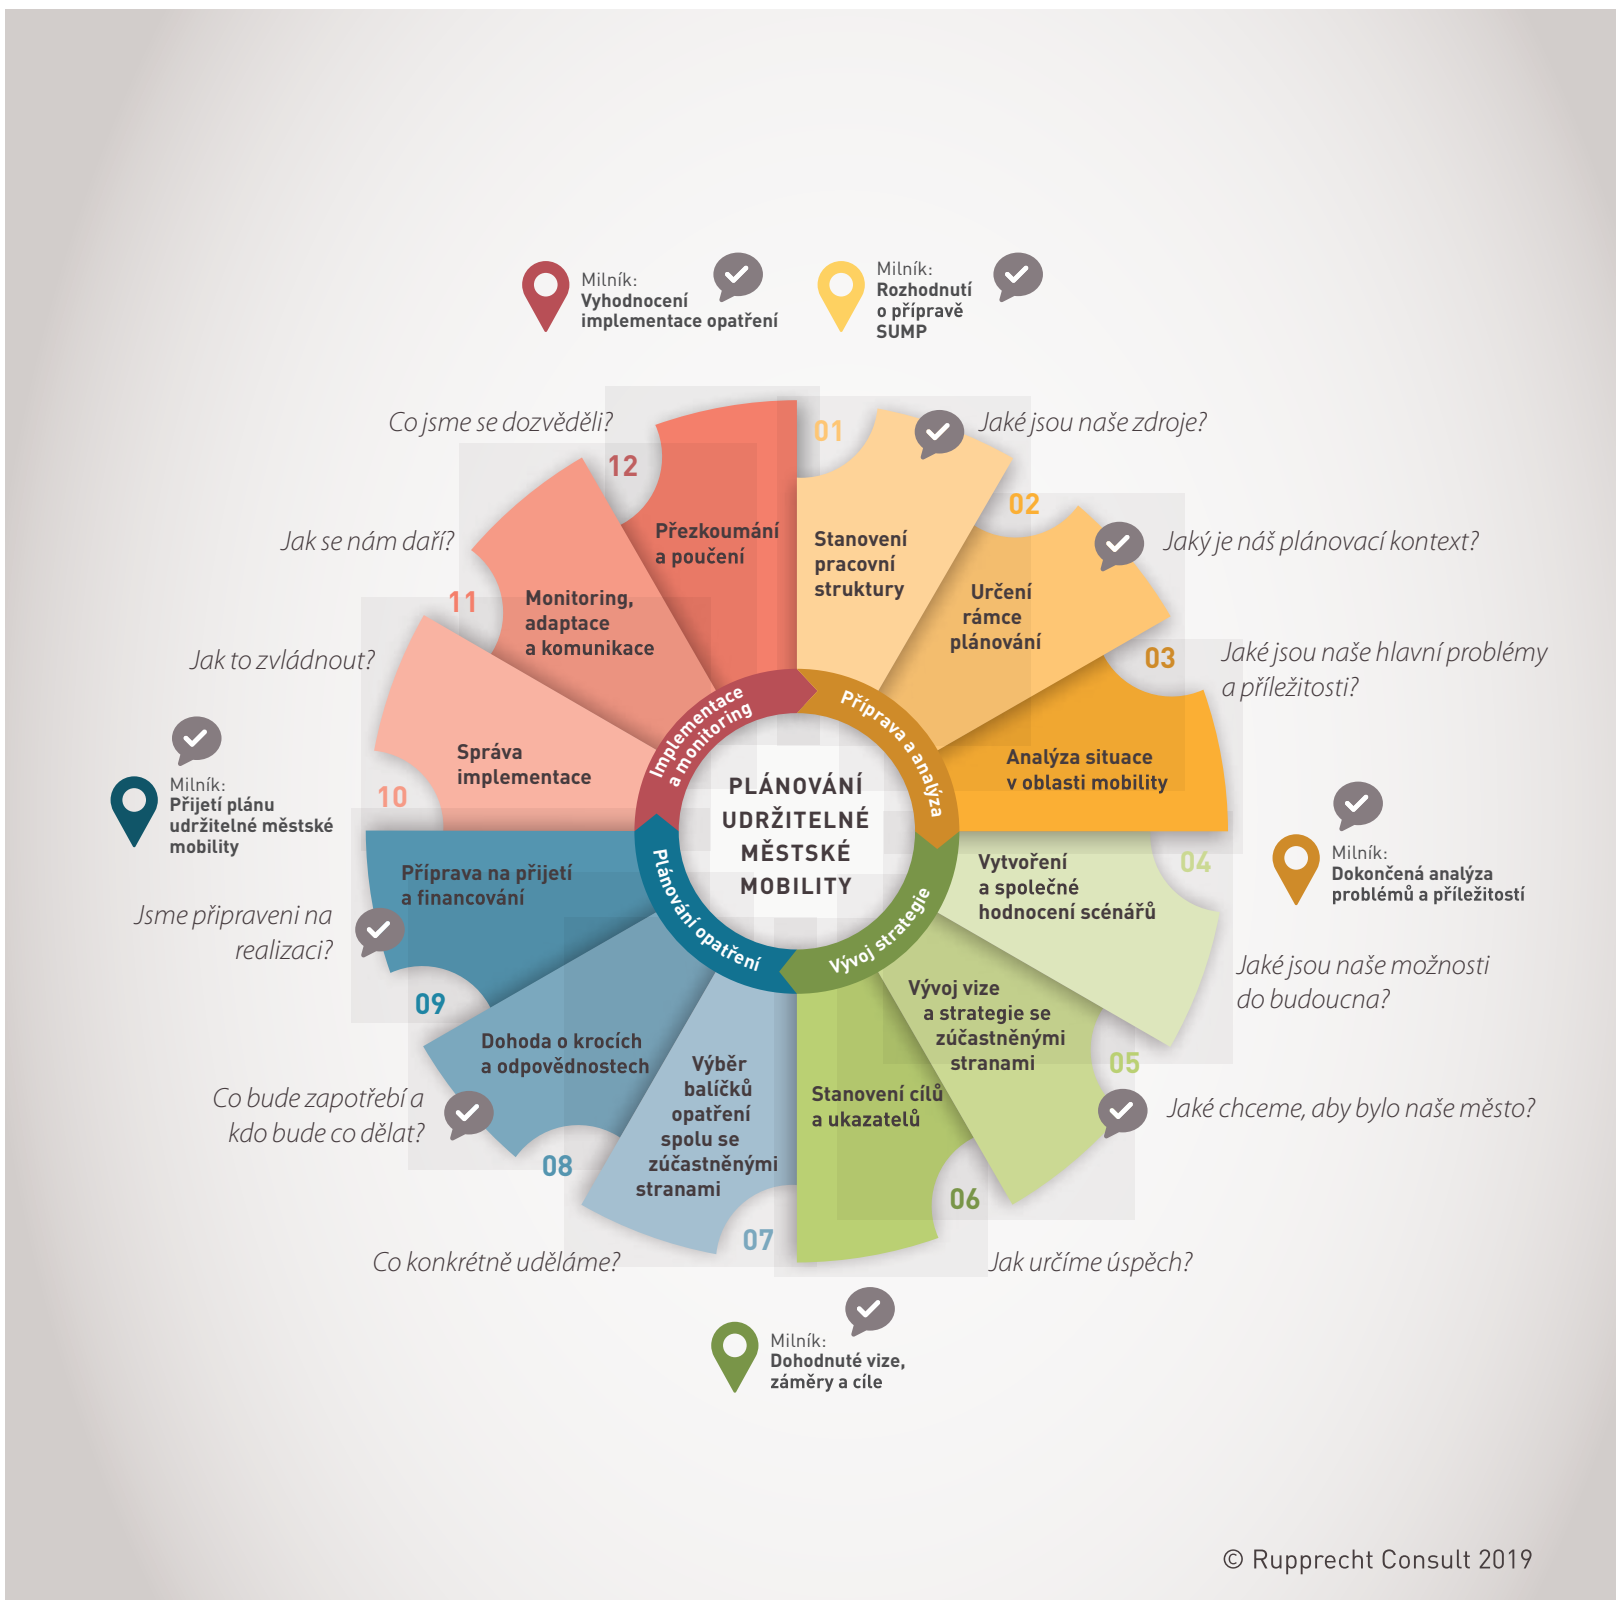 Milník:
Vyhodnocení
implementace opatření
Milník:
Rozhodnutí
o přípravě
SUMP
01
Jaké jsou naše zdroje?
Stanovení
pracovní
struktury
02
Jaký je náš plánovací kontext?
Určení
rámce
plánování
03
Jaké jsou naše hlavní problémy
a příležitosti?
Analýza situace
v oblasti mobility
Milník:
Dokončená analýza
problémů a příležitostí
04
Vytvoření
a společné
hodnocení scénářů
Jaké jsou naše možnosti
do budoucna?
05
Vývoj vize
a strategie se
zúčastněnými
stranami
Jaké chceme, aby bylo naše město?
06
Stanovení cílů
a ukazatelů
Jak určíme úspěch?
Milník:
Dohodnuté vize,
záměry a cíle
07
Výběr
balíčků
opatření
spolu se
zúčastněnými
stranami
Co konkrétně uděláme?
08
Dohoda o krocích
a odpovědnostech
Co bude zapotřebí a
kdo bude co dělat?
09
Příprava na přijetí
a financování
Jsme připraveni na
realizaci?
Milník:
Přijetí plánu
udržitelné městské
mobility
10
Správa
implementace
Jak to zvládnout?
11
Monitoring,
adaptace
a komunikace
Jak se nám daří?
12
Přezkoumání
a poučení
Co jsme se dozvěděli?
Příprava a analýza
Vývoj strategie
Plánování opatření
Implementace
a monitoring
PLÁNOVÁNÍ
UDRŽITELNÉ
MĚSTSKÉ
MOBILITY
© Rupprecht Consult 2019